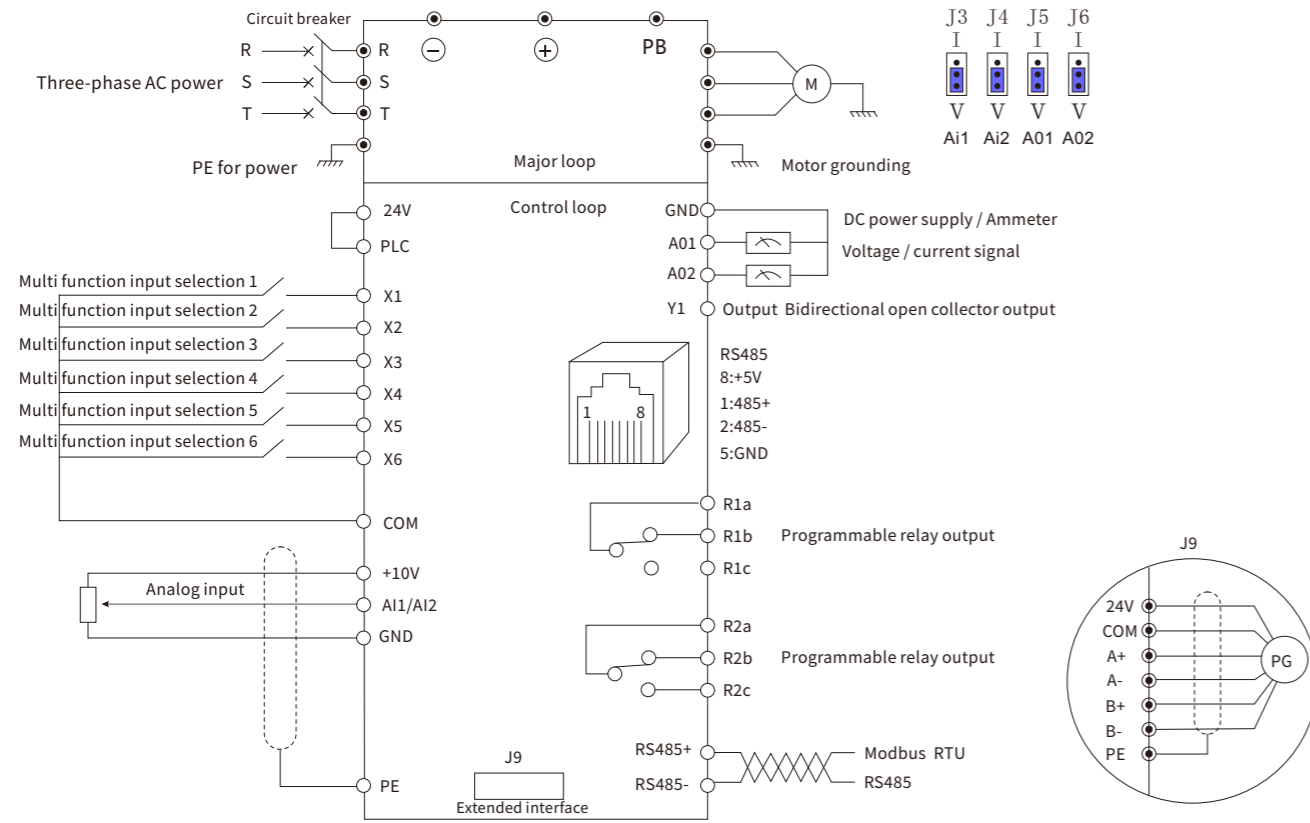 Circuit breaker
R
S
T
Three-phase AC power
R
S
T
−
+
PB
M
PE for power
Major loop
Motor grounding
J3 J4 J5 J6
I I I I
V V V V
Ai1 Ai2 A01 A02
Control loop
24V
PLC
Multi function input selection 1
X1
Multi function input selection 2
X2
Multi function input selection 3
X3
Multi function input selection 4
X4
Multi function input selection 5
X5
Multi function input selection 6
X6
COM
+10V
Analog input
AI1/AI2
GND
PE
GND
DC power supply / Ammeter
A01
Voltage / current signal
A02
Y1
Output Bidirectional open collector output
1 8
RS485
8:+5V
1:485+
2:485-
5:GND
R1a
R1b
Programmable relay output
R1c
R2a
R2b
Programmable relay output
R2c
RS485+
Modbus RTU
RS485-
RS485
J9
Extended interface
J9
24V
COM
A+
A-
B+
B-
PE
PG